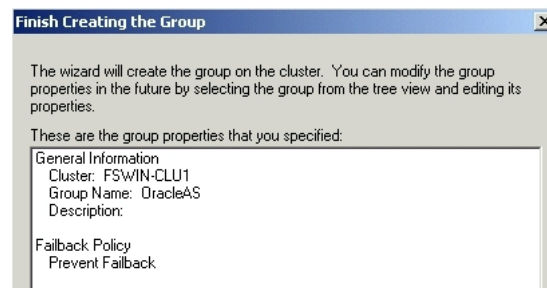 Finish Creating the Group
The wizard will create the group on the cluster. You can modify the group
properties in the future by selecting the group from the tree view and editing its
properties.
These are the group properties that you specified:
General Information
Cluster: FSWIN-CLU1
Group Name: OracleAS
Description:
Failback Policy
Prevent Failback